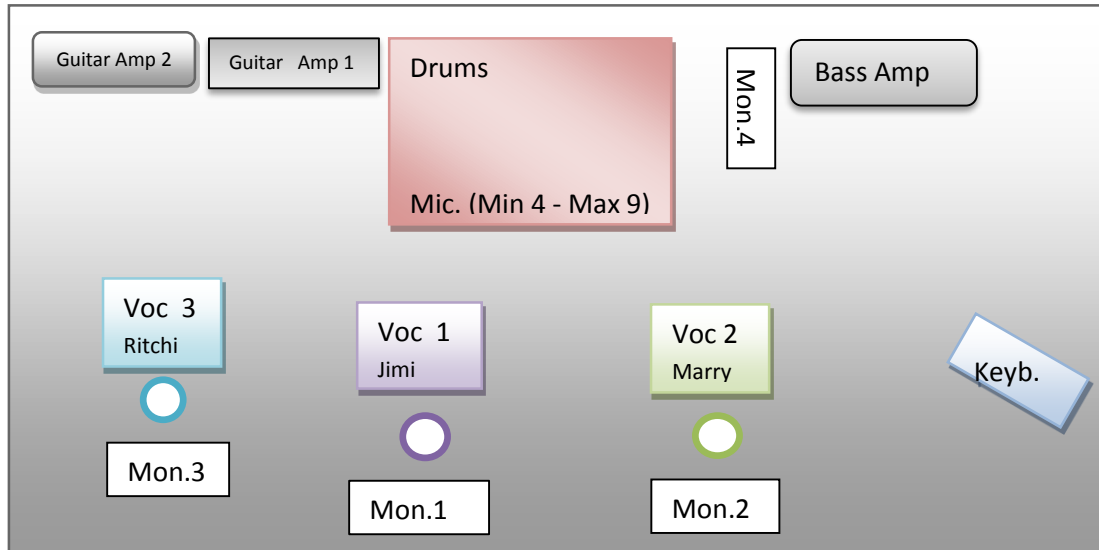 Guitar Amp 2
Guitar Amp 1
Drums
Mic. (Min 4 - Max 9)
Mon.4
Bass Amp
Voc 3
Ritchi
Voc 1
Jimi
Voc 2
Marry
Keyb.
Mon.3
Mon.1
Mon.2